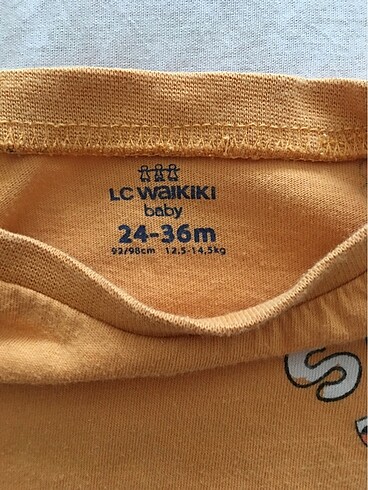 LC WAIKIKI
baby
24-36m
92/98cm 12,5-14,5kg
S